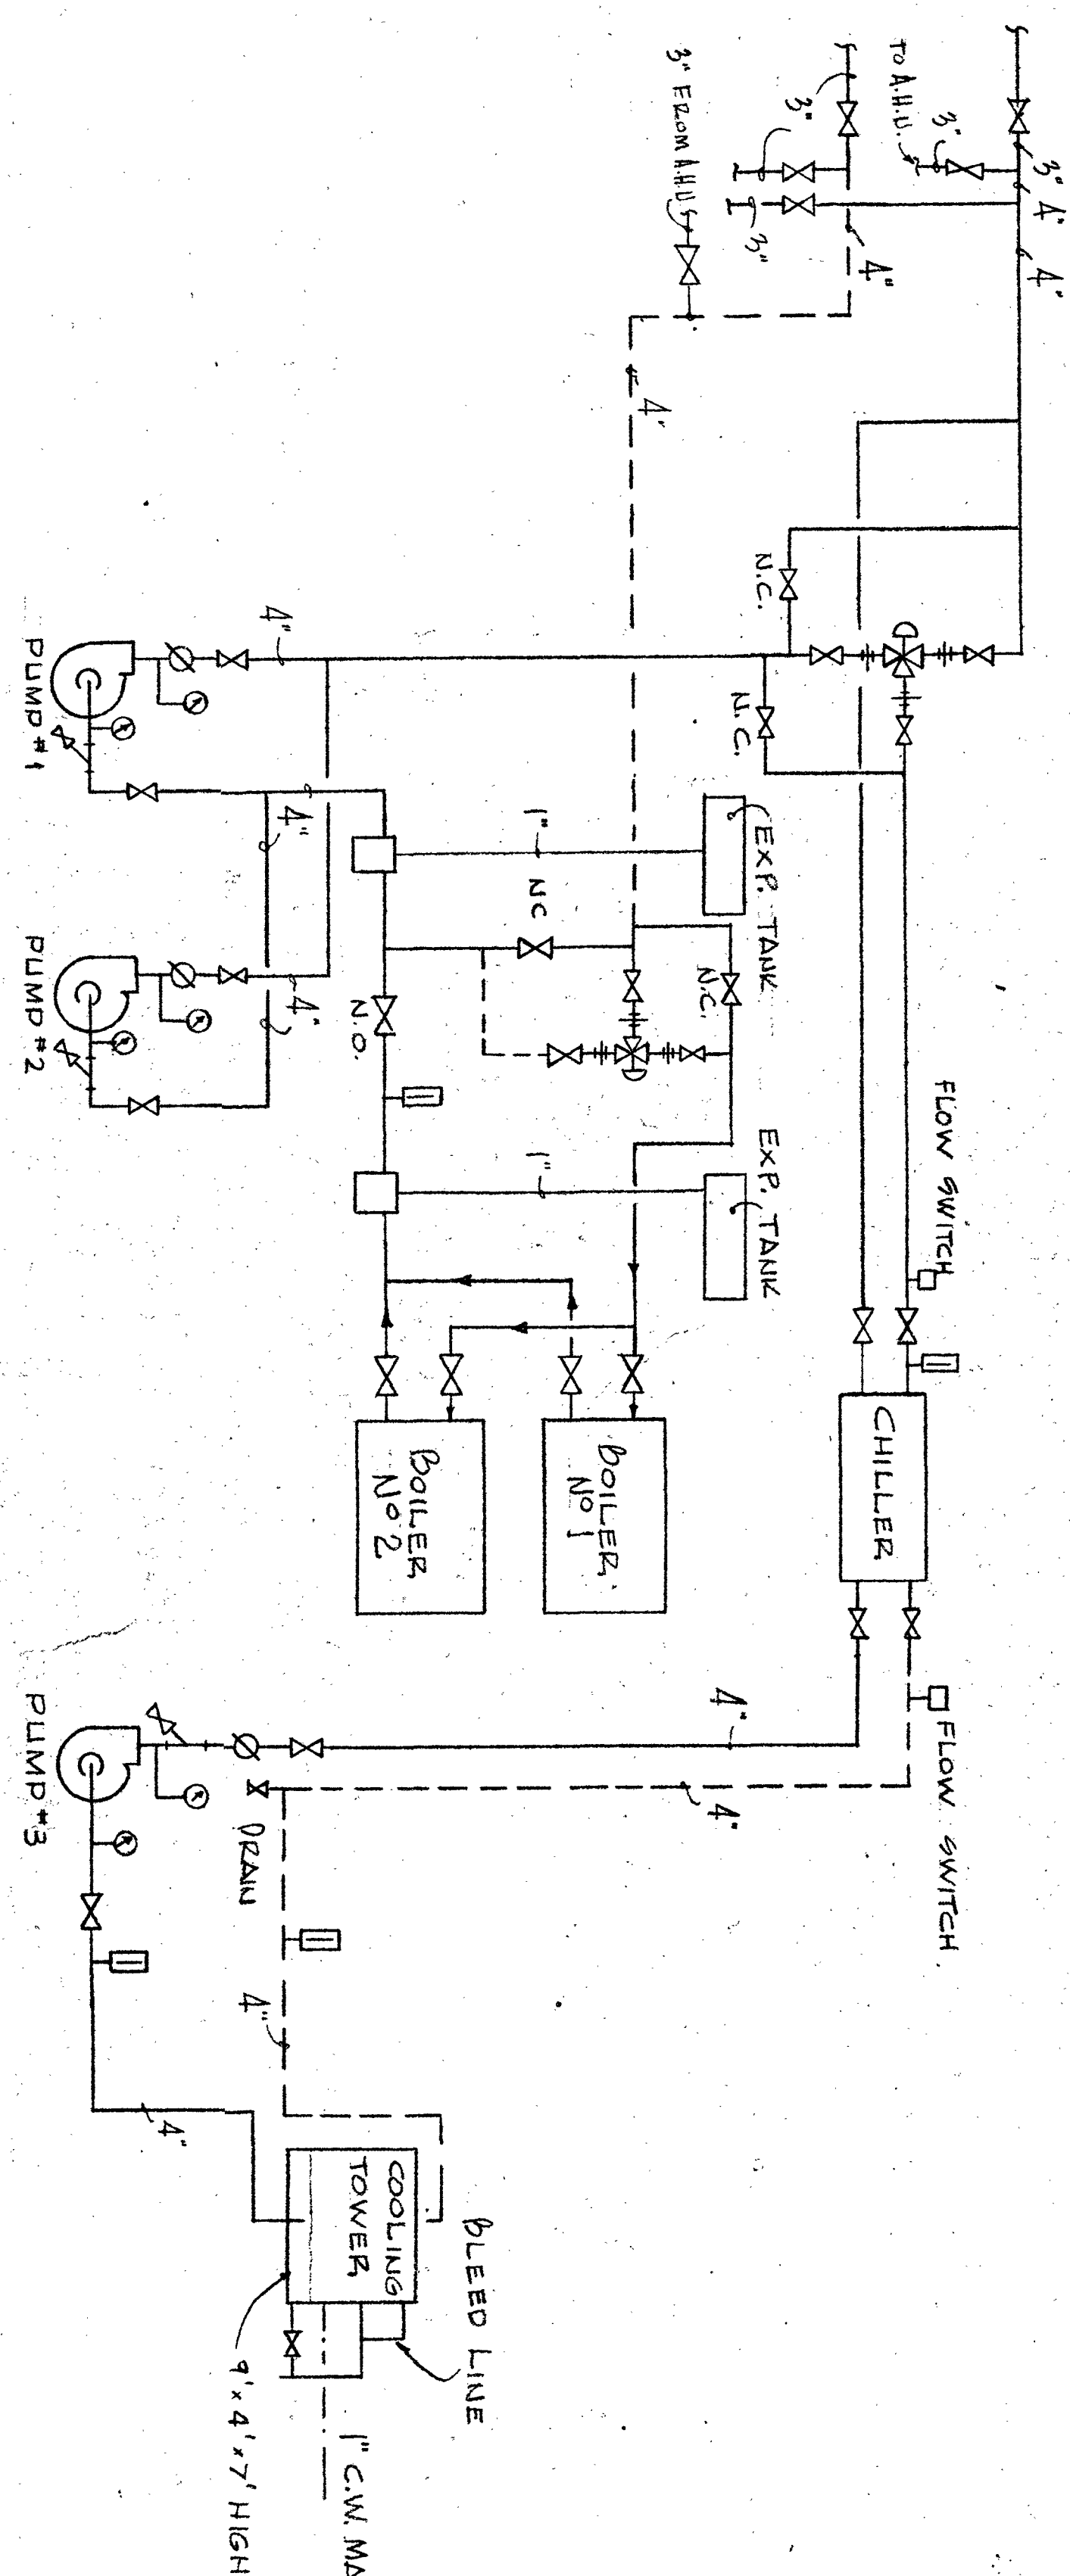 3"
4"
4"
TO A.H.U.
3"
3"
3"
3"
4"
3" FROM A.H.U'S
4"
N.C.
N.C.
4"
PUMP #1
4"
EXP. TANK
1"
NC
N.C.
N.O.
4"
PUMP #2
EXP. TANK
1"
FLOW SWITCH
CHILLER
BOILER
Nº 1
BOILER
Nº 2
FLOW SWITCH
4"
4"
DRAIN
PUMP #3
4"
4"
COOLING
TOWER
BLEED LINE
1" C.W. MA
9' x 4' x 7' HIGH